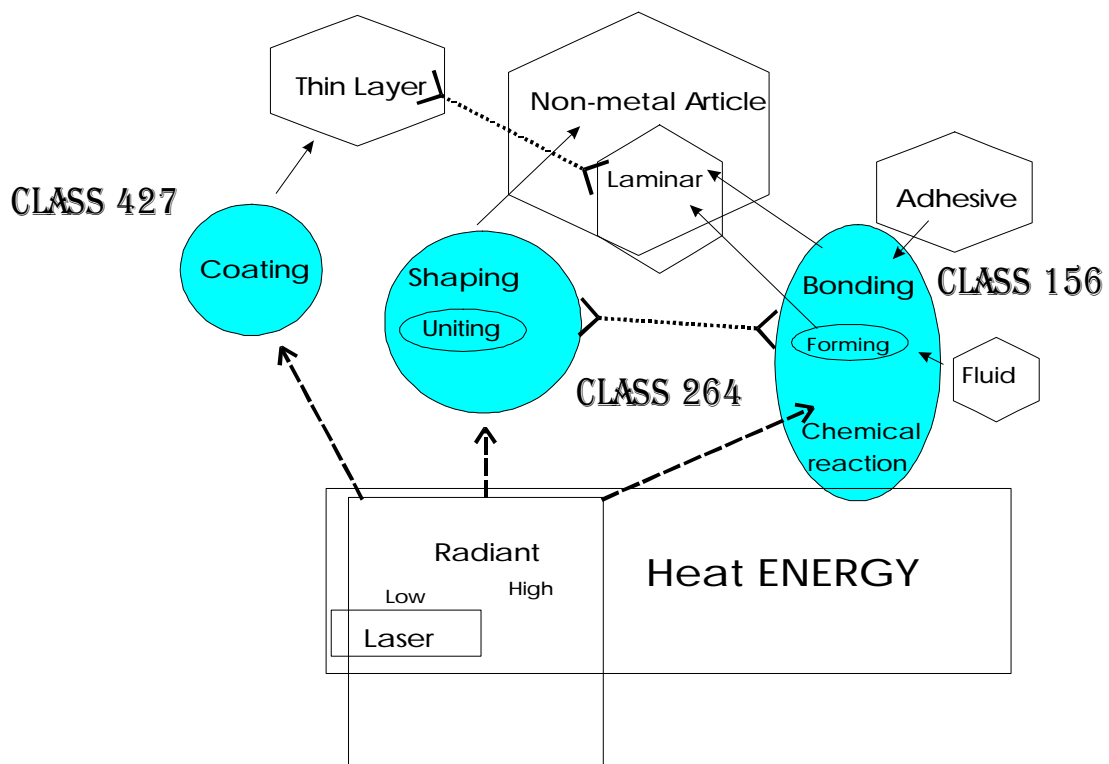 Thin Layer
Non-metal Article
Laminar
Adhesive
CLASS 427
Coating
Shaping
Uniting
Bonding
CLASS 156
Forming
Fluid
CLASS 264
Chemical
reaction
Radiant
Heat ENERGY
Low
High
Laser